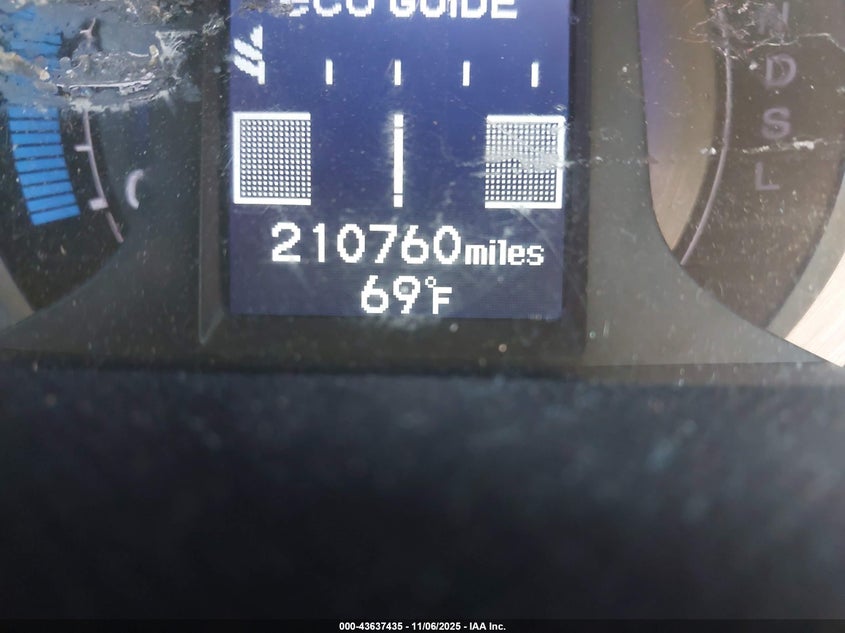 ECO GUIDE
C
N
D
S
L
210760miles
69°F
000-43637435 - 11/06/2025 - IAA Inc.